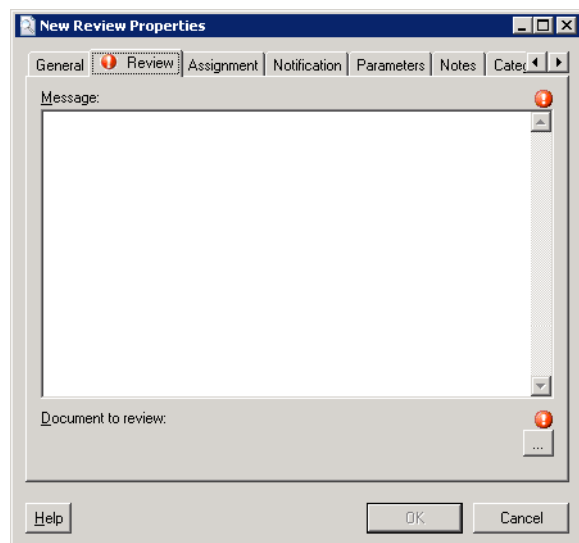 New Review Properties
General Review Assignment Notification Parameters Notes
Message:
Document to review:
...
Help OK Cancel